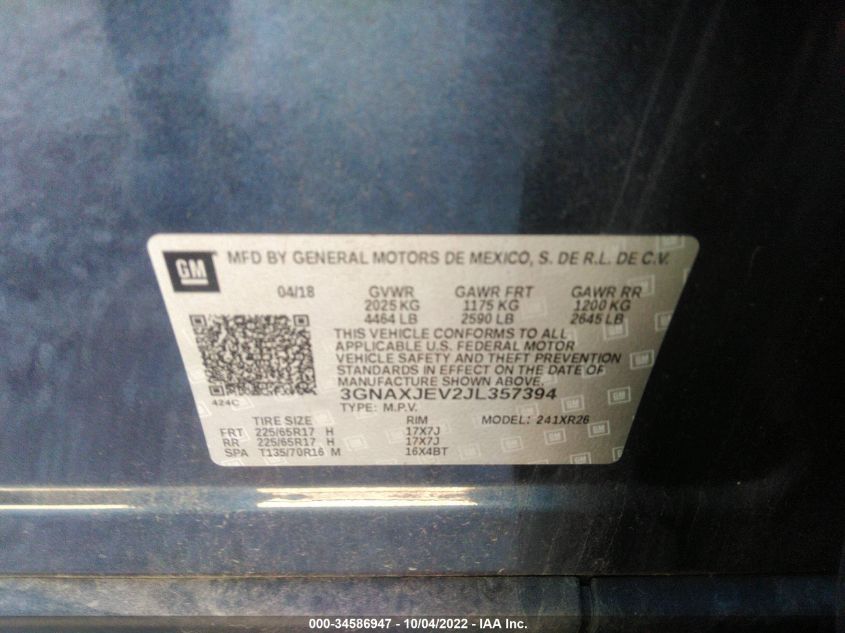 GM
MFD BY GENERAL MOTORS DE MEXICO, S. DE R.L. DE C.V.
04/18 GVWR GAWR FRT GAWR RR
2025 KG 1175 KG 1200 KG
4464 LB 2590 LB 2645 LB
THIS VEHICLE CONFORMS TO ALL
APPLICABLE U.S. FEDERAL MOTOR
VEHICLE SAFETY AND THEFT PREVENTION
STANDARDS IN EFFECT ON THE DATE OF
MANUFACTURE SHOWN ABOVE.
424C
3GNAXJEV2JL357394
TYPE: M.P.V.
TIRE SIZE RIM MODEL: 241XR26
FRT 225/65R17 H 17X7J
RR 225/65R17 H 17X7J
SPA T135/70R16 M 16X4BT
000-34586947 - 10/04/2022 - IAA Inc.